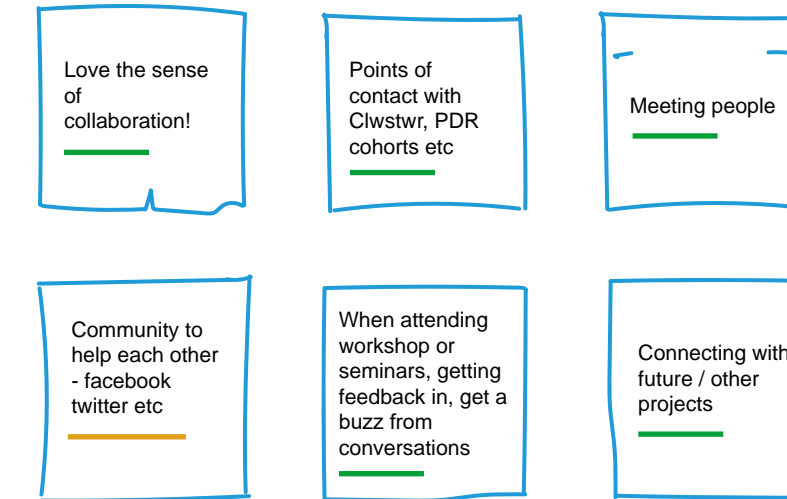 Love the sense
of
collaboration!
Points of
contact with
Clwstwr, PDR
cohorts etc
Meeting people
Community to
help each other
- facebook
twitter etc
When attending
workshop or
seminars, getting
feedback in, get a
buzz from
conversations
Connecting with
future / other
projects